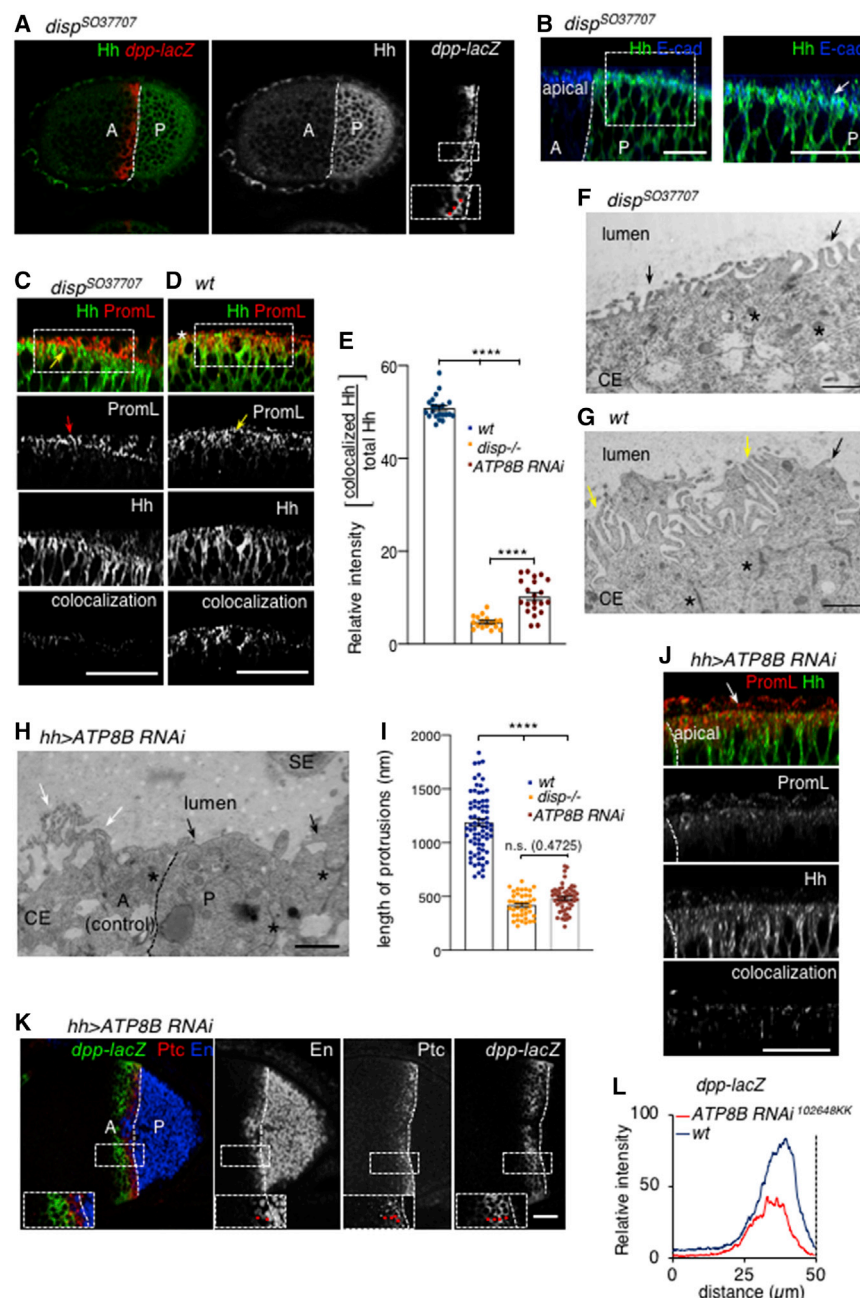 A disp^SO37707
Hh dpp-lacZ
Hh
dpp-lacZ
A
P
A
P
B disp^SO37707
Hh E-cad
Hh E-cad
apical
A
P
P
C disp^SO37707
Hh PromL
PromL
Hh
colocalization
D wt
Hh PromL
*
PromL
Hh
colocalization
E
Relative intensity [colocalized Hh / total Hh]
60
40
20
0
****
****
wt
disp-/-
ATP8B RNAi
F disp^SO37707
lumen
*
*
CE
G wt
lumen
*
*
CE
H hh>ATP8B RNAi
SE
lumen
*
*
*
A
(control)
P
CE
I
length of protrusions (nm)
2000
1500
1000
500
0
****
wt
disp-/-
ATP8B RNAi
n.s. (0.4725)
J hh>ATP8B RNAi
PromL Hh
apical
PromL
Hh
colocalization
K hh>ATP8B RNAi
dpp-lacZ Ptc En
En
Ptc
dpp-lacZ
A
P
L dpp-lacZ
ATP8B RNAi^102648KK
wt
Relative intensity
100
50
0
0
25
50
distance (µm)